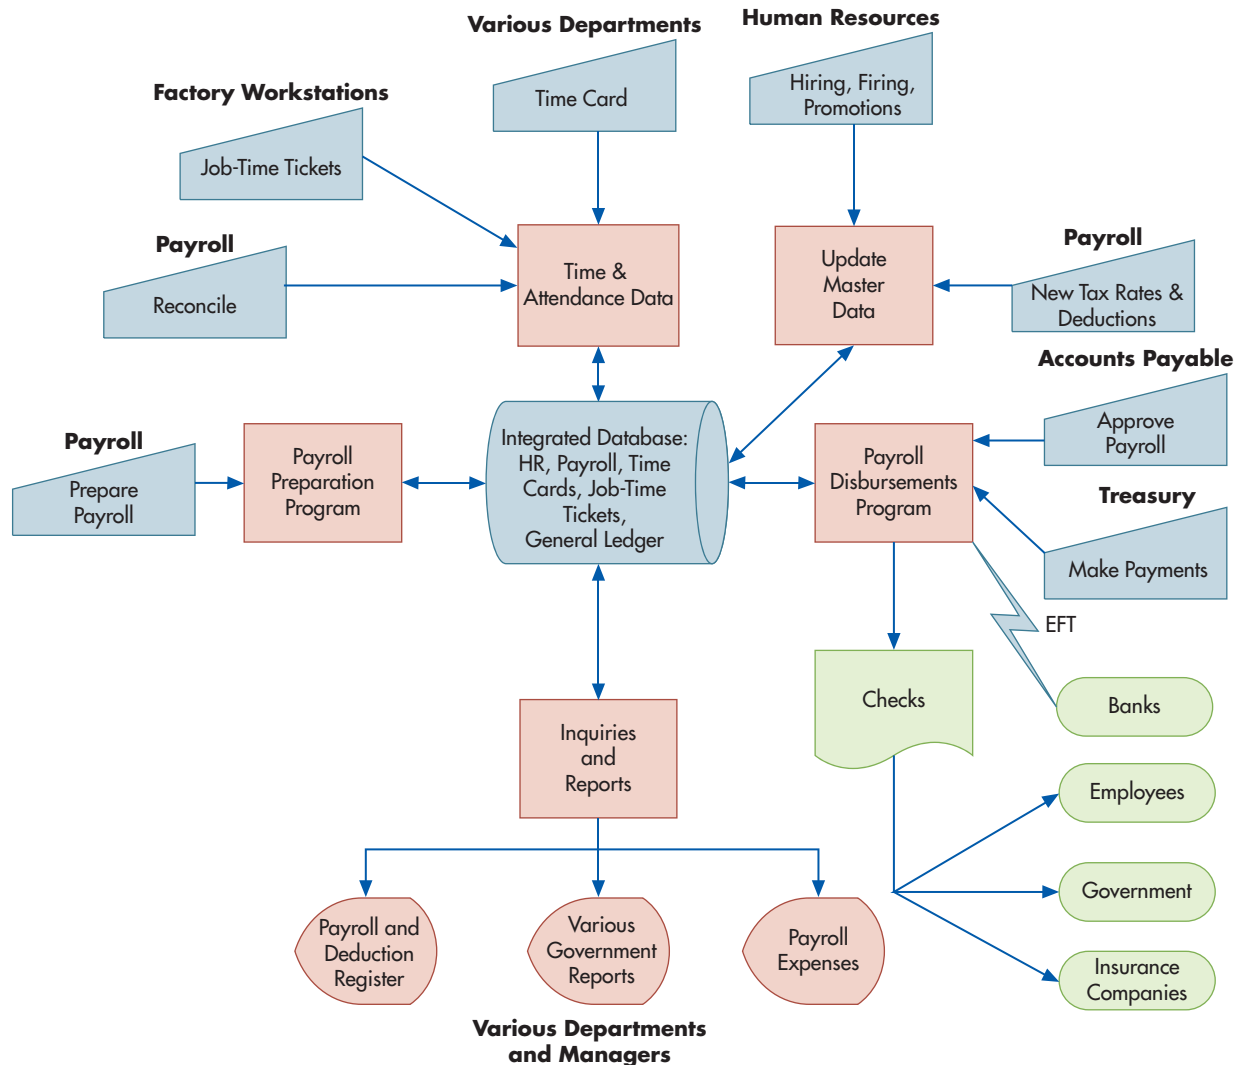 Human Resources
Various Departments
Hiring, Firing,
Promotions
Time Card
Factory Workstations
Job-Time Tickets
Payroll
Reconcile
Time &
Attendance Data
Update
Master
Data
Payroll
New Tax Rates &
Deductions
Accounts Payable
Approve
Payroll
Payroll
Prepare
Payroll
Payroll
Preparation
Program
Integrated Database:
HR, Payroll, Time
Cards, Job-Time
Tickets,
General Ledger
Payroll
Disbursements
Program
Treasury
Make Payments
EFT
Checks
Banks
Inquiries
and
Reports
Employees
Government
Insurance
Companies
Payroll and
Deduction
Register
Various
Government
Reports
Payroll
Expenses
Various Departments
and Managers